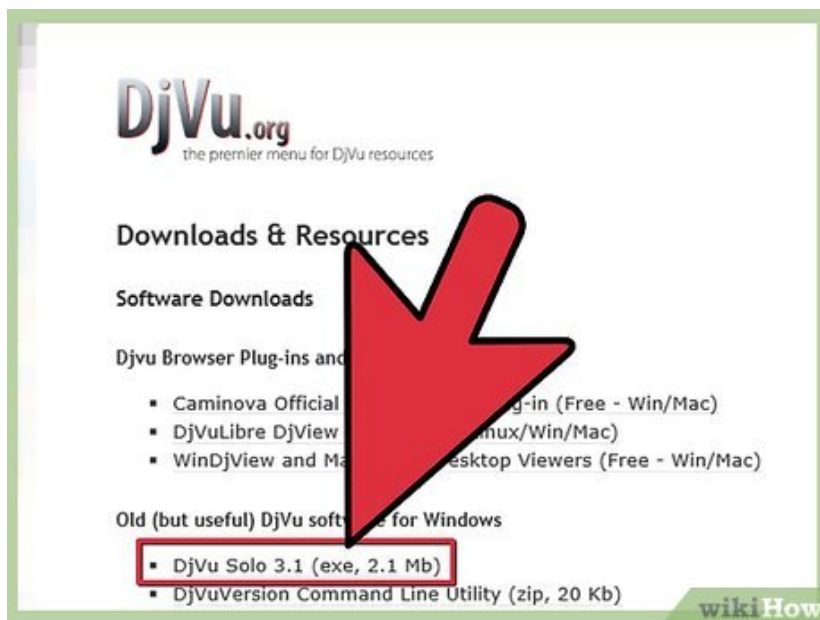 DjVu.org
the premier menu for DjVu resources
Downloads & Resources
Software Downloads
Djvu Browser Plug-ins and
Caminova Official g-in (Free - Win/Mac)
DjVuLibre DjView inux/Win/Mac)
WinDjView and Ma esktop Viewers (Free - Win/Mac)
Old (but useful) DjVu soft e for Windows
DjVu Solo 3.1 (exe, 2.1 Mb)
DjVuVersion Command Line Utility (zip, 20 Kb)
wikiHow